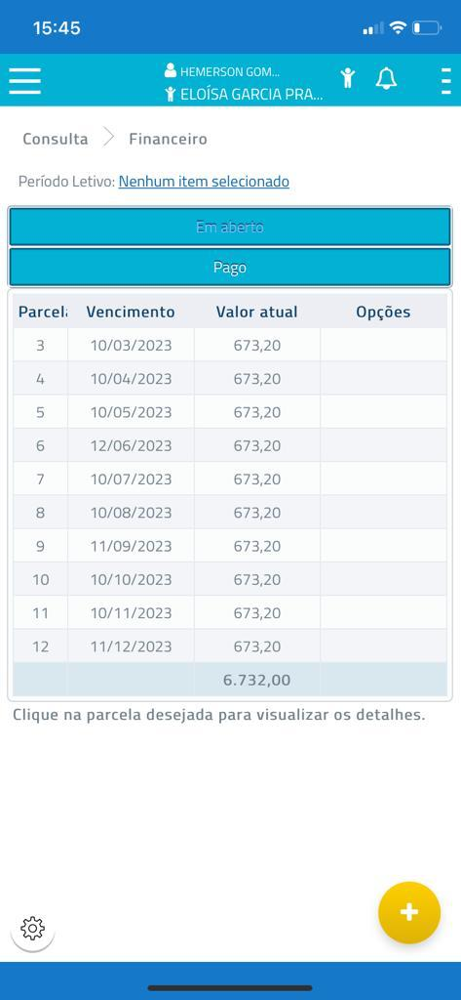 15:45
HEMERSON GOM...
ELOÍSA GARCIA PRA...
Consulta
Financeiro
Período Letivo: Nenhum item selecionado
Em aberto
Pago
Parcel Vencimento Valor atual Opções
3 10/03/2023 673,20
4 10/04/2023 673,20
5 10/05/2023 673,20
6 12/06/2023 673,20
7 10/07/2023 673,20
8 10/08/2023 673,20
9 11/09/2023 673,20
10 10/10/2023 673,20
11 10/11/2023 673,20
12 11/12/2023 673,20
6.732,00
Clique na parcela desejada para visualizar os detalhes.